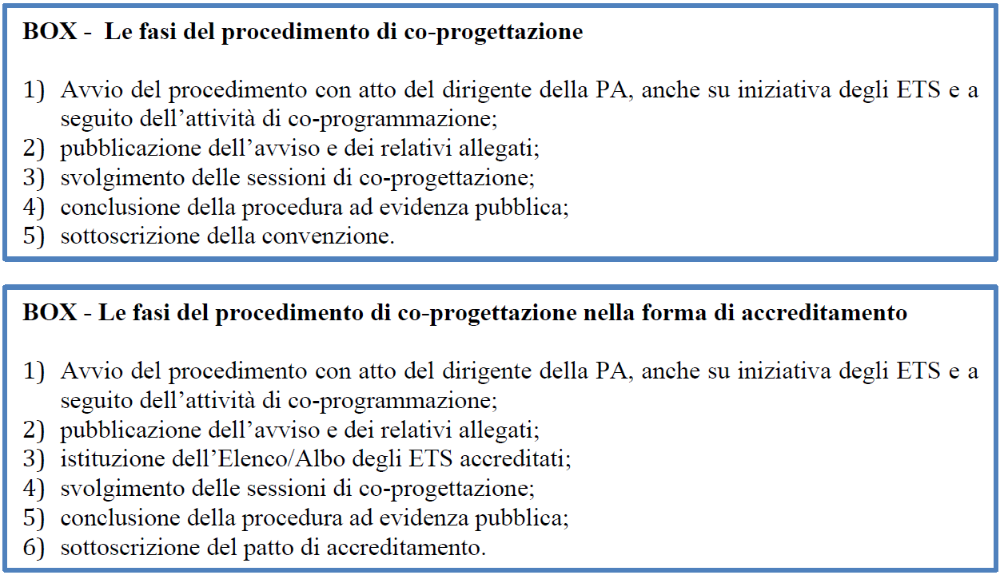 BOX -  Le fasi del procedimento di co-progettazione
1) Avvio del procedimento con atto del dirigente della PA, anche su iniziativa degli ETS e a
seguito dell’attività di co-programmazione;
2) pubblicazione dell’avviso e dei relativi allegati;
3) svolgimento delle sessioni di co-progettazione;
4) conclusione della procedura ad evidenza pubblica;
5) sottoscrizione della convenzione.
BOX - Le fasi del procedimento di co-progettazione nella forma di accreditamento
1) Avvio del procedimento con atto del dirigente della PA, anche su iniziativa degli ETS e a
seguito dell’attività di co-programmazione;
2) pubblicazione dell’avviso e dei relativi allegati;
3) istituzione dell’Elenco/Albo degli ETS accreditati;
4) svolgimento delle sessioni di co-progettazione;
5) conclusione della procedura ad evidenza pubblica;
6) sottoscrizione del patto di accreditamento.